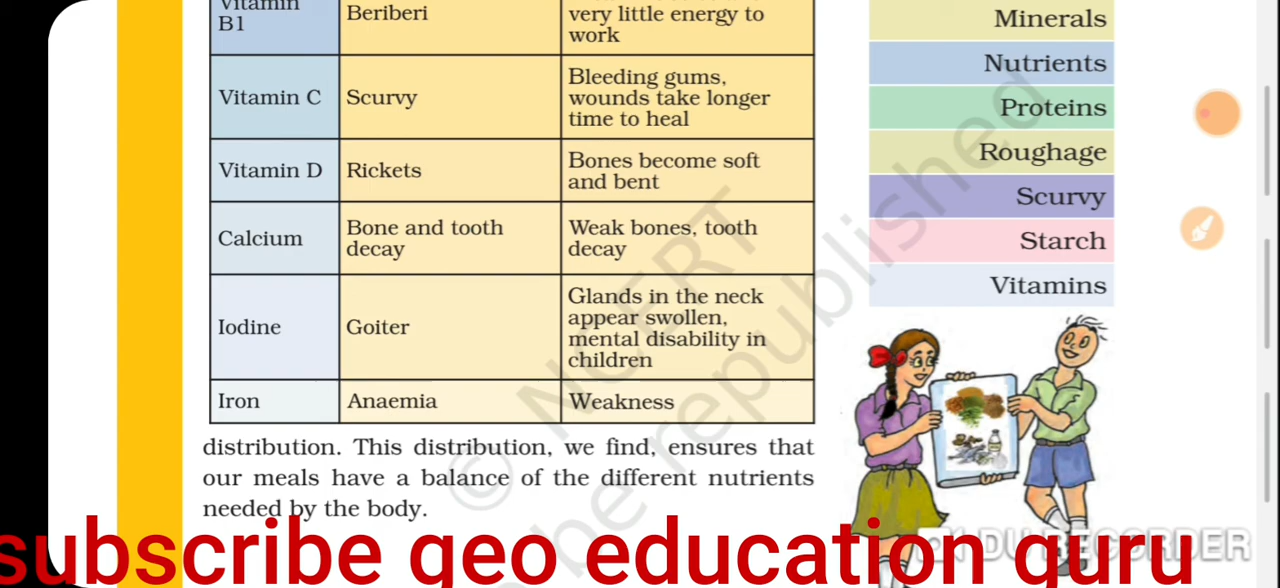 Vitamin
B1
Beriberi
very little energy to
work
Vitamin C
Scurvy
Bleeding gums,
wounds take longer
time to heal
Vitamin D
Rickets
Bones become soft
and bent
Calcium
Bone and tooth
decay
Weak bones, tooth
decay
Iodine
Goiter
Glands in the neck
appear swollen,
mental disability in
children
Iron
Anaemia
Weakness
distribution. This distribution, we find, ensures that
our meals have a balance of the different nutrients
needed by the body.
Minerals
Nutrients
Proteins
Roughage
Scurvy
Starch
Vitamins
© NCERT
be republished
DU RECORDER
subscribe geo education guru